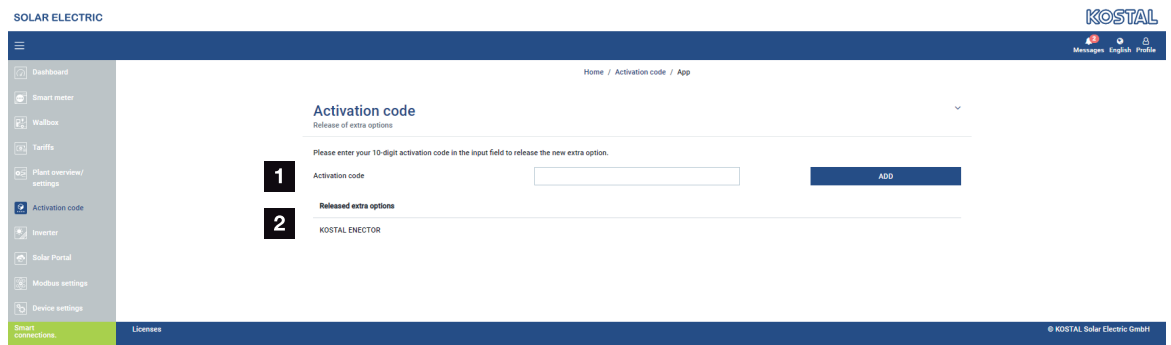 SOLAR ELECTRIC
KOSTAL
2
Messages English Profile
Dashboard
Home / Activation code / App
Smart meter
Activation code
Release of extra options
Wallbox
Tariffs
Please enter your 10-digit activation code in the input field to release the new extra option.
Plant overview/
settings
1
Activation code
ADD
Activation code
Released extra options
2
KOSTAL ENECTOR
Inverter
Solar Portal
Modbus settings
Device settings
Smart
connections.
Licenses
© KOSTAL Solar Electric GmbH